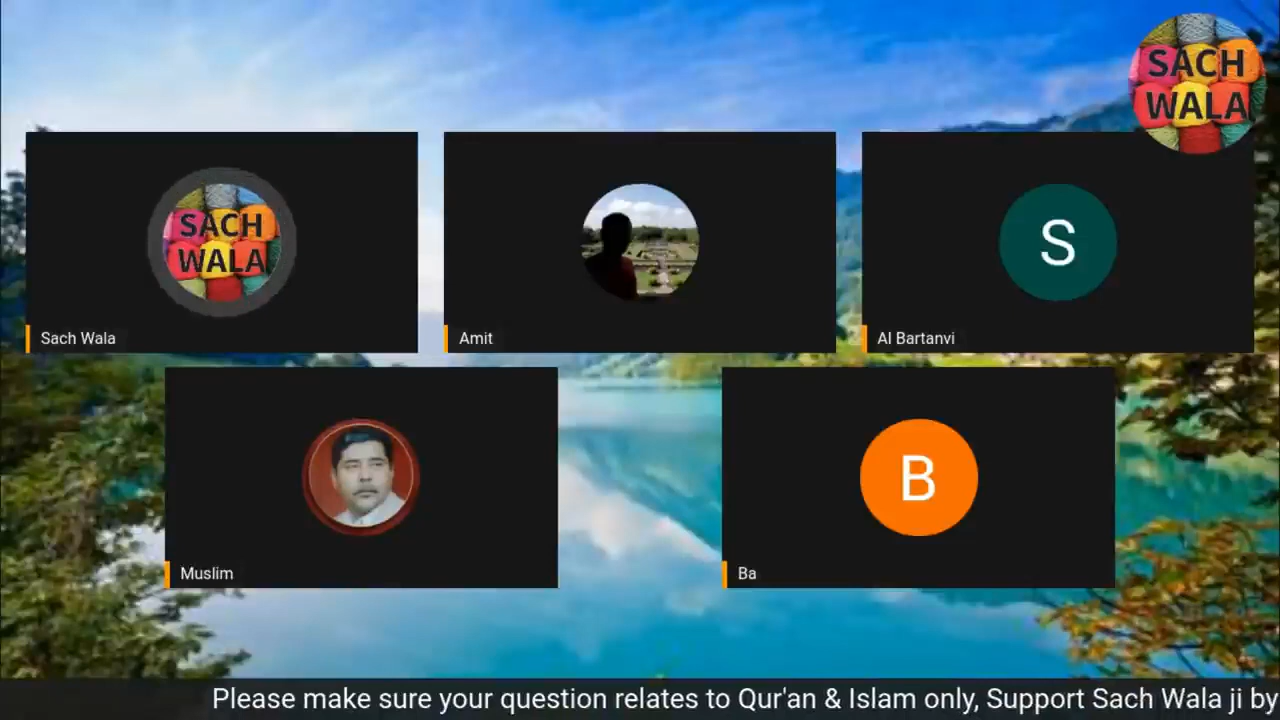 SACH
WALA
SACH
WALA
S
Sach Wala
Amit
Al Bartanvi
B
Muslim
Ba
Please make sure your question relates to Qur'an & Islam only, Support Sach Wala ji by